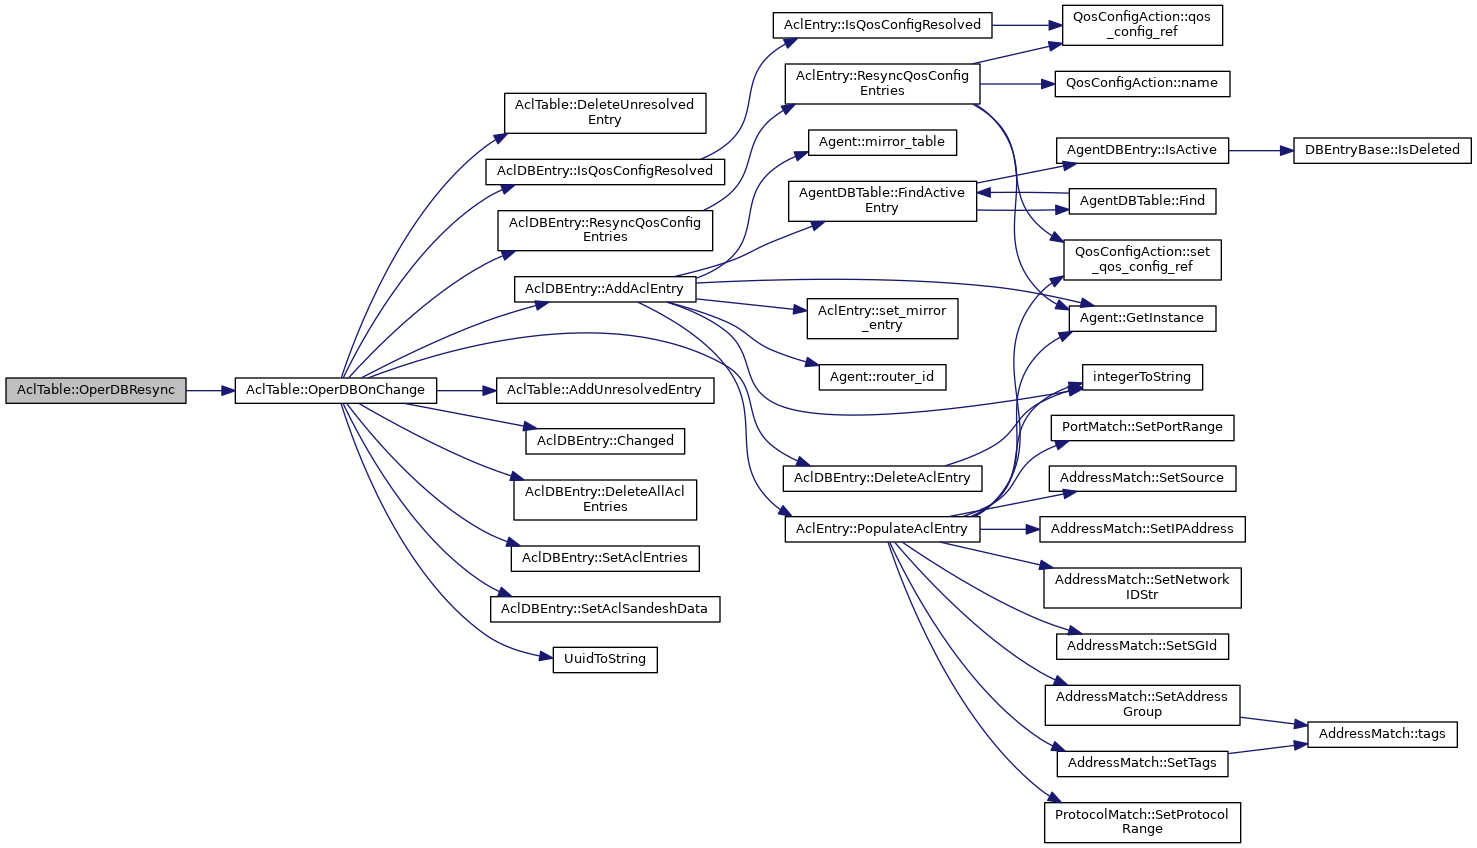 AclTable::OperDBResync
AclTable::OperDBOnChange
AclTable::DeleteUnresolved
Entry
AclDBEntry::IsQosConfigResolved
AclDBEntry::ResyncQosConfig
Entries
AclDBEntry::AddAclEntry
AclTable::AddUnresolvedEntry
AclDBEntry::Changed
AclDBEntry::DeleteAllAcl
Entries
AclDBEntry::SetAclEntries
AclDBEntry::SetAclSandeshData
UuidToString
AclEntry::IsQosConfigResolved
AclEntry::ResyncQosConfig
Entries
Agent::mirror_table
AgentDBTable::FindActive
Entry
AclEntry::set_mirror
_entry
Agent::router_id
AclDBEntry::DeleteAclEntry
AclEntry::PopulateAclEntry
QosConfigAction::qos
_config_ref
QosConfigAction::name
AgentDBEntry::IsActive
AgentDBTable::Find
QosConfigAction::set
_qos_config_ref
Agent::GetInstance
integerToString
PortMatch::SetPortRange
AddressMatch::SetSource
AddressMatch::SetIPAddress
AddressMatch::SetNetwork
IDStr
AddressMatch::SetSGId
AddressMatch::SetAddress
Group
AddressMatch::SetTags
ProtocolMatch::SetProtocol
Range
DBEntryBase::IsDeleted
AddressMatch::tags